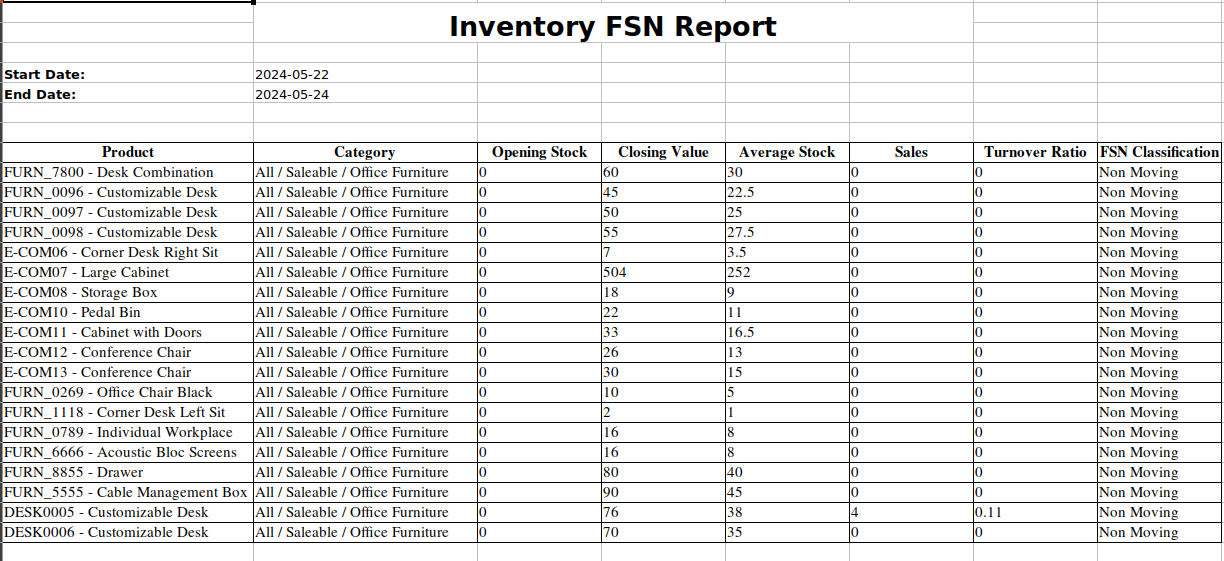 Inventory FSN Report
Start Date: 2024-05-22
End Date: 2024-05-24
Product Category Opening Stock Closing Value Average Stock Sales Turnover Ratio FSN Classification
FURN_7800 - Desk Combination All / Saleable / Office Furniture 0 60 30 0 0 Non Moving
FURN_0096 - Customizable Desk All / Saleable / Office Furniture 0 45 22.5 0 0 Non Moving
FURN_0097 - Customizable Desk All / Saleable / Office Furniture 0 50 25 0 0 Non Moving
FURN_0098 - Customizable Desk All / Saleable / Office Furniture 0 55 27.5 0 0 Non Moving
E-COM06 - Corner Desk Right Sit All / Saleable / Office Furniture 0 7 3.5 0 0 Non Moving
E-COM07 - Large Cabinet All / Saleable / Office Furniture 0 504 252 0 0 Non Moving
E-COM08 - Storage Box All / Saleable / Office Furniture 0 18 9 0 0 Non Moving
E-COM10 - Pedal Bin All / Saleable / Office Furniture 0 22 11 0 0 Non Moving
E-COM11 - Cabinet with Doors All / Saleable / Office Furniture 0 33 16.5 0 0 Non Moving
E-COM12 - Conference Chair All / Saleable / Office Furniture 0 26 13 0 0 Non Moving
E-COM13 - Conference Chair All / Saleable / Office Furniture 0 30 15 0 0 Non Moving
FURN_0269 - Office Chair Black All / Saleable / Office Furniture 0 10 5 0 0 Non Moving
FURN_1118 - Corner Desk Left Sit All / Saleable / Office Furniture 0 2 1 0 0 Non Moving
FURN_0789 - Individual Workplace All / Saleable / Office Furniture 0 16 8 0 0 Non Moving
FURN_6666 - Acoustic Bloc Screens All / Saleable / Office Furniture 0 16 8 0 0 Non Moving
FURN_8855 - Drawer All / Saleable / Office Furniture 0 80 40 0 0 Non Moving
FURN_5555 - Cable Management Box All / Saleable / Office Furniture 0 90 45 0 0 Non Moving
DESK0005 - Customizable Desk All / Saleable / Office Furniture 0 76 38 4 0.11 Non Moving
DESK0006 - Customizable Desk All / Saleable / Office Furniture 0 70 35 0 0 Non Moving